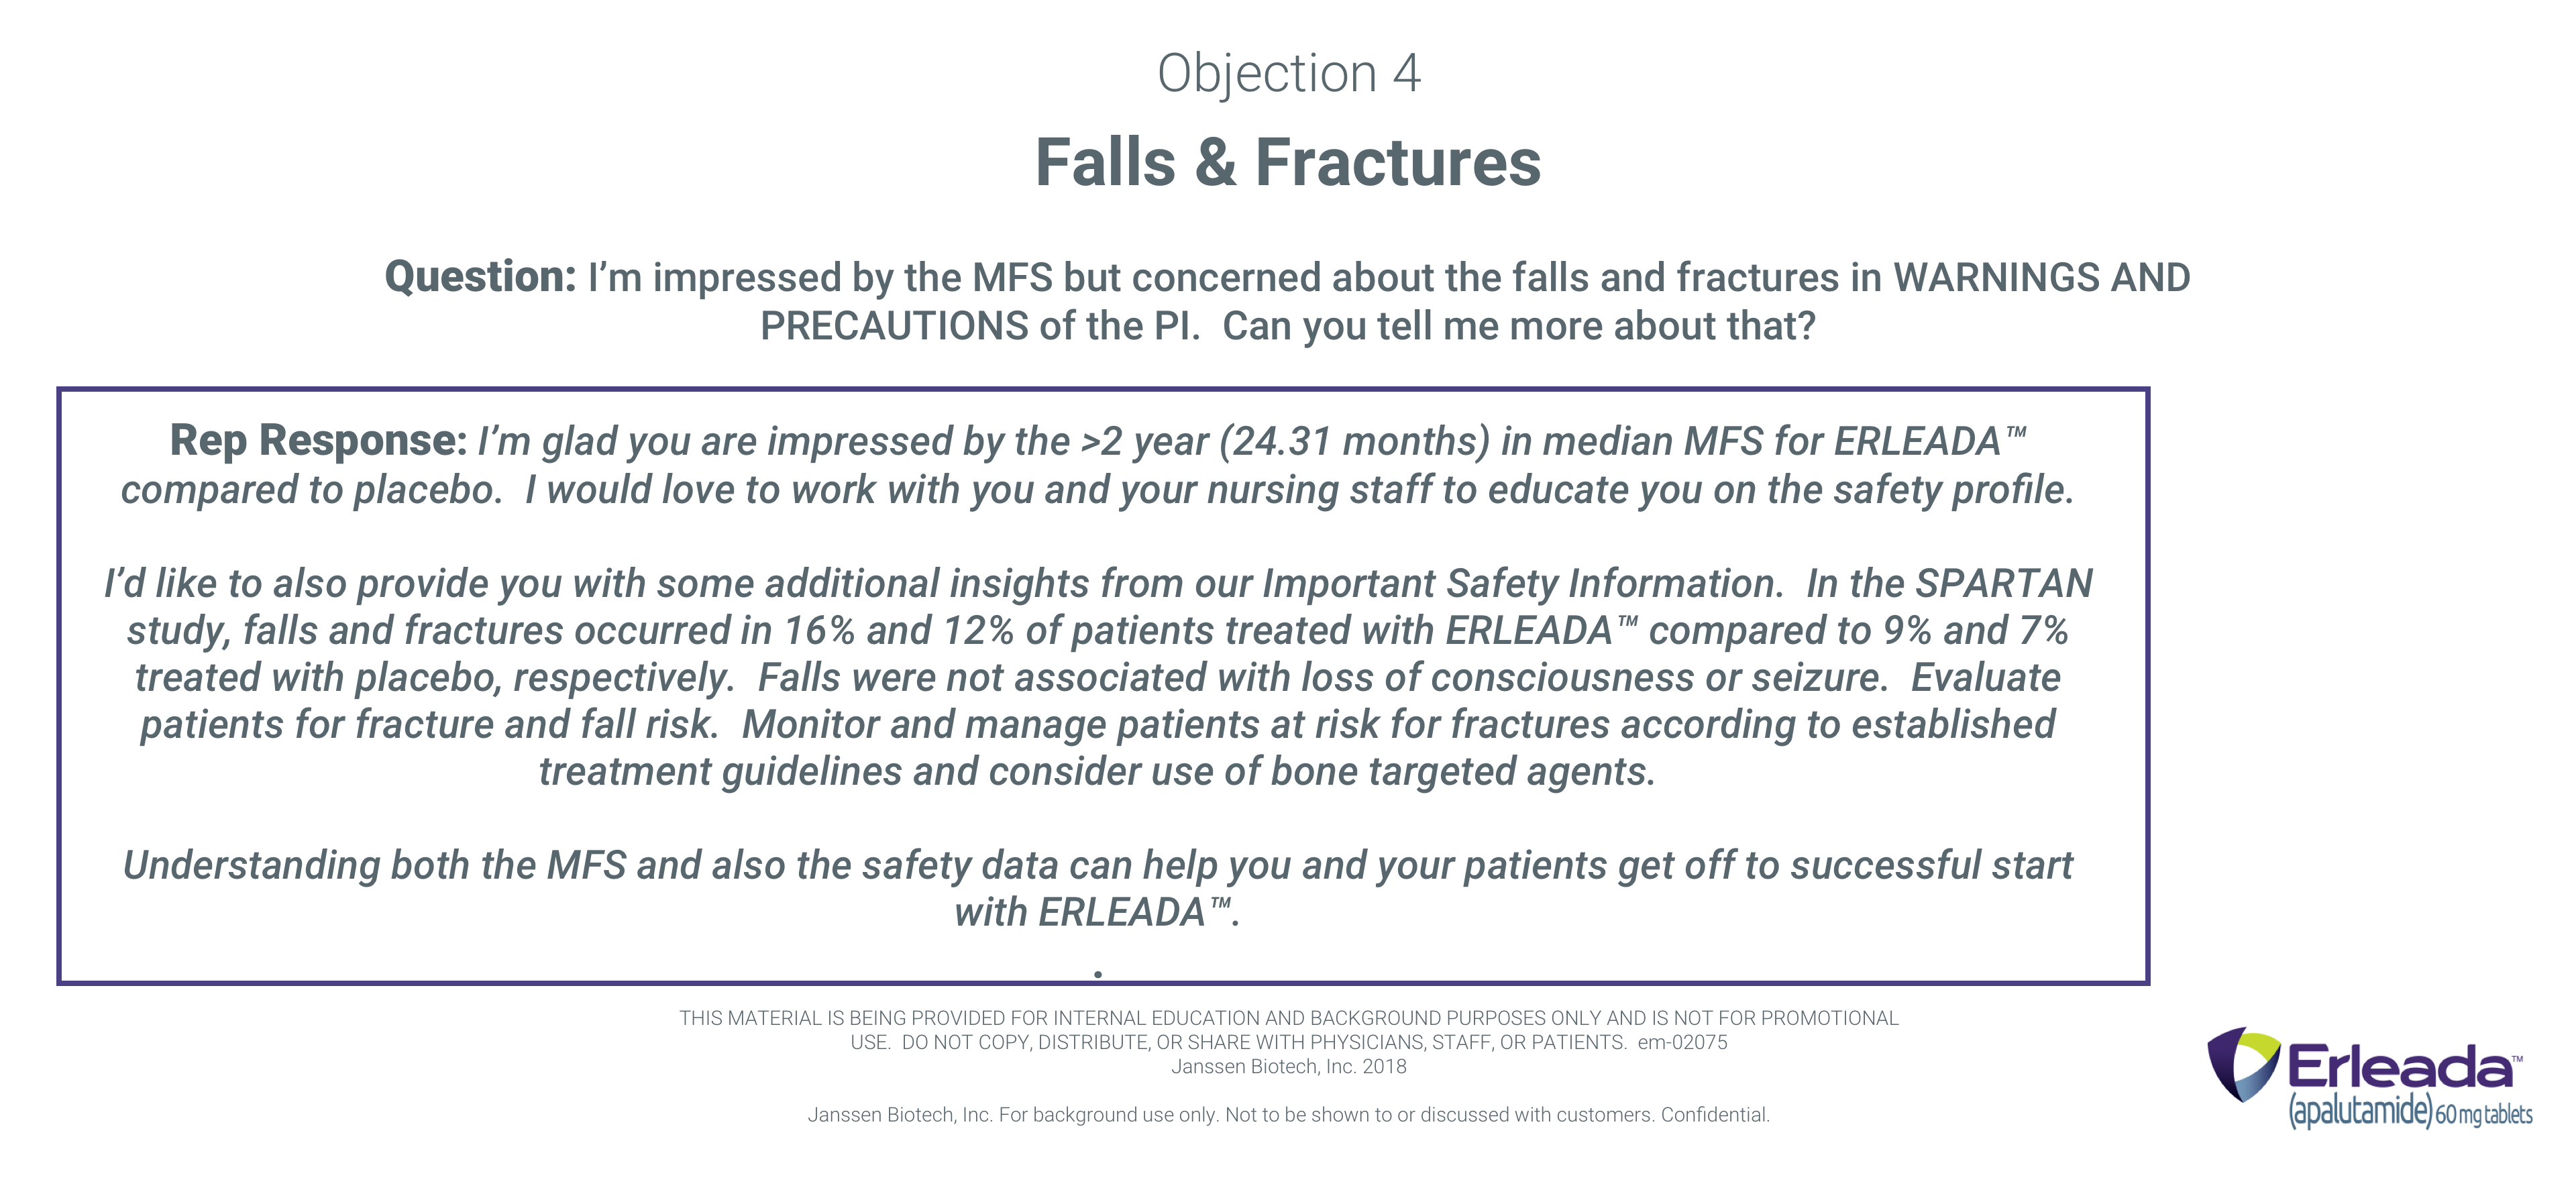 Objection 4
Falls & Fractures
Question: I’m impressed by the MFS but concerned about the falls and fractures in WARNINGS AND
PRECAUTIONS of the PI.  Can you tell me more about that?
Rep Response: I’m glad you are impressed by the >2 year (24.31 months) in median MFS for ERLEADA™
compared to placebo.  I would love to work with you and your nursing staff to educate you on the safety profile.
I’d like to also provide you with some additional insights from our Important Safety Information.  In the SPARTAN
study, falls and fractures occurred in 16% and 12% of patients treated with ERLEADA™ compared to 9% and 7%
treated with placebo, respectively.  Falls were not associated with loss of consciousness or seizure.  Evaluate
patients for fracture and fall risk.  Monitor and manage patients at risk for fractures according to established
treatment guidelines and consider use of bone targeted agents.
Understanding both the MFS and also the safety data can help you and your patients get off to successful start
with ERLEADA™.
.
THIS MATERIAL IS BEING PROVIDED FOR INTERNAL EDUCATION AND BACKGROUND PURPOSES ONLY AND IS NOT FOR PROMOTIONAL
USE.  DO NOT COPY, DISTRIBUTE, OR SHARE WITH PHYSICIANS, STAFF, OR PATIENTS.  em-02075
Janssen Biotech, Inc. 2018
Janssen Biotech, Inc. For background use only. Not to be shown to or discussed with customers. Confidential.
Erleada™
(apalutamide) 60 mg tablets